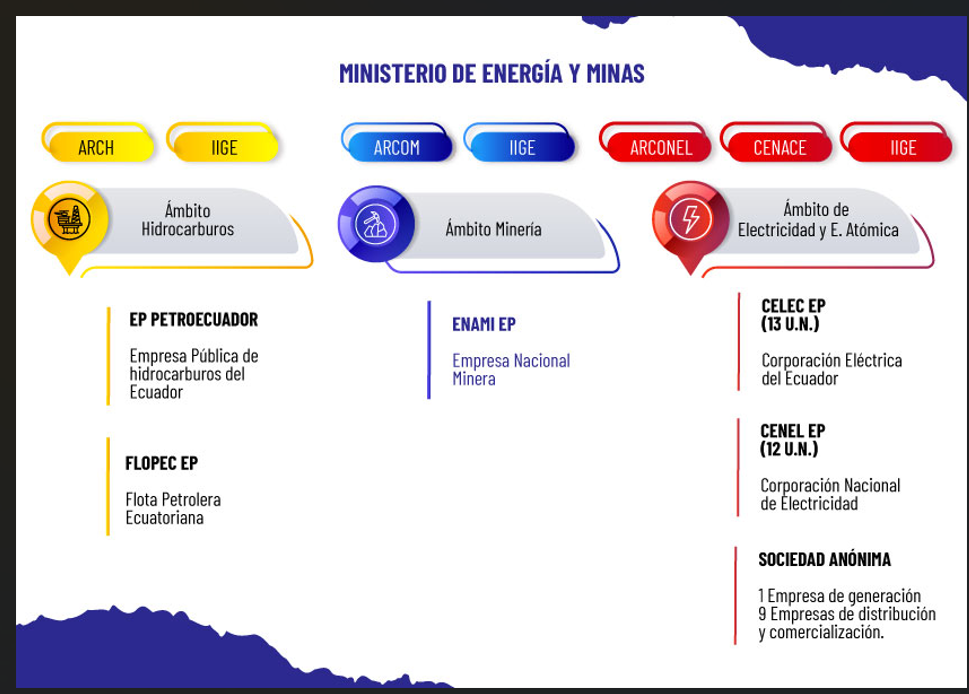 MINISTERIO DE ENERGÍA Y MINAS
ARCH
IIGE
ARCOM
IIGE
ARCONEL
CENACE
IIGE
Ámbito
Hidrocarburos
Ámbito Minería
Ámbito de
Electricidad y E. Atómica
EP PETROECUADOR
Empresa Pública de
hidrocarburos del
Ecuador
FLOPEC EP
Flota Petrolera
Ecuatoriana
ENAMI EP
Empresa Nacional
Minera
CELEC EP
(13 U.N.)
Corporación Eléctrica
del Ecuador
CENEL EP
(12 U.N.)
Corporación Nacional
de Electricidad
SOCIEDAD ANÓNIMA
1 Empresa de generación
9 Empresas de distribución
y comercialización.